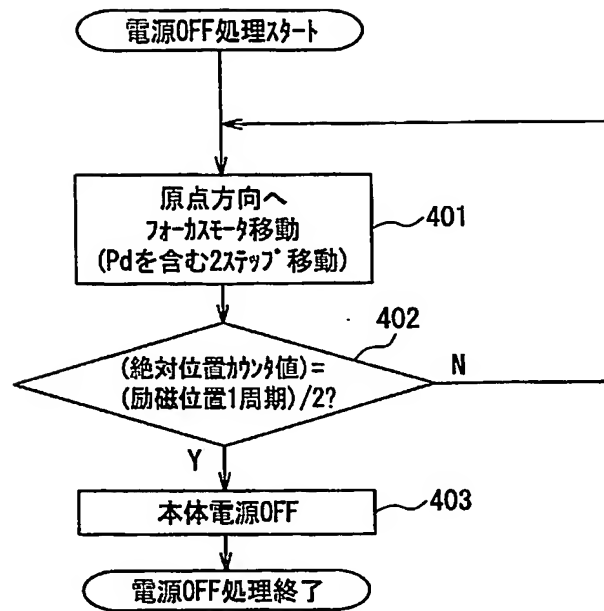 電源OFF処理スタート
原点方向へ
フォーカスモータ移動
(Pdを含む2ステップ移動)
401
402
(絶対位置カウンタ値)=
(励磁位置1周期)/2?
N
Y
本体電源OFF
403
電源OFF処理終了